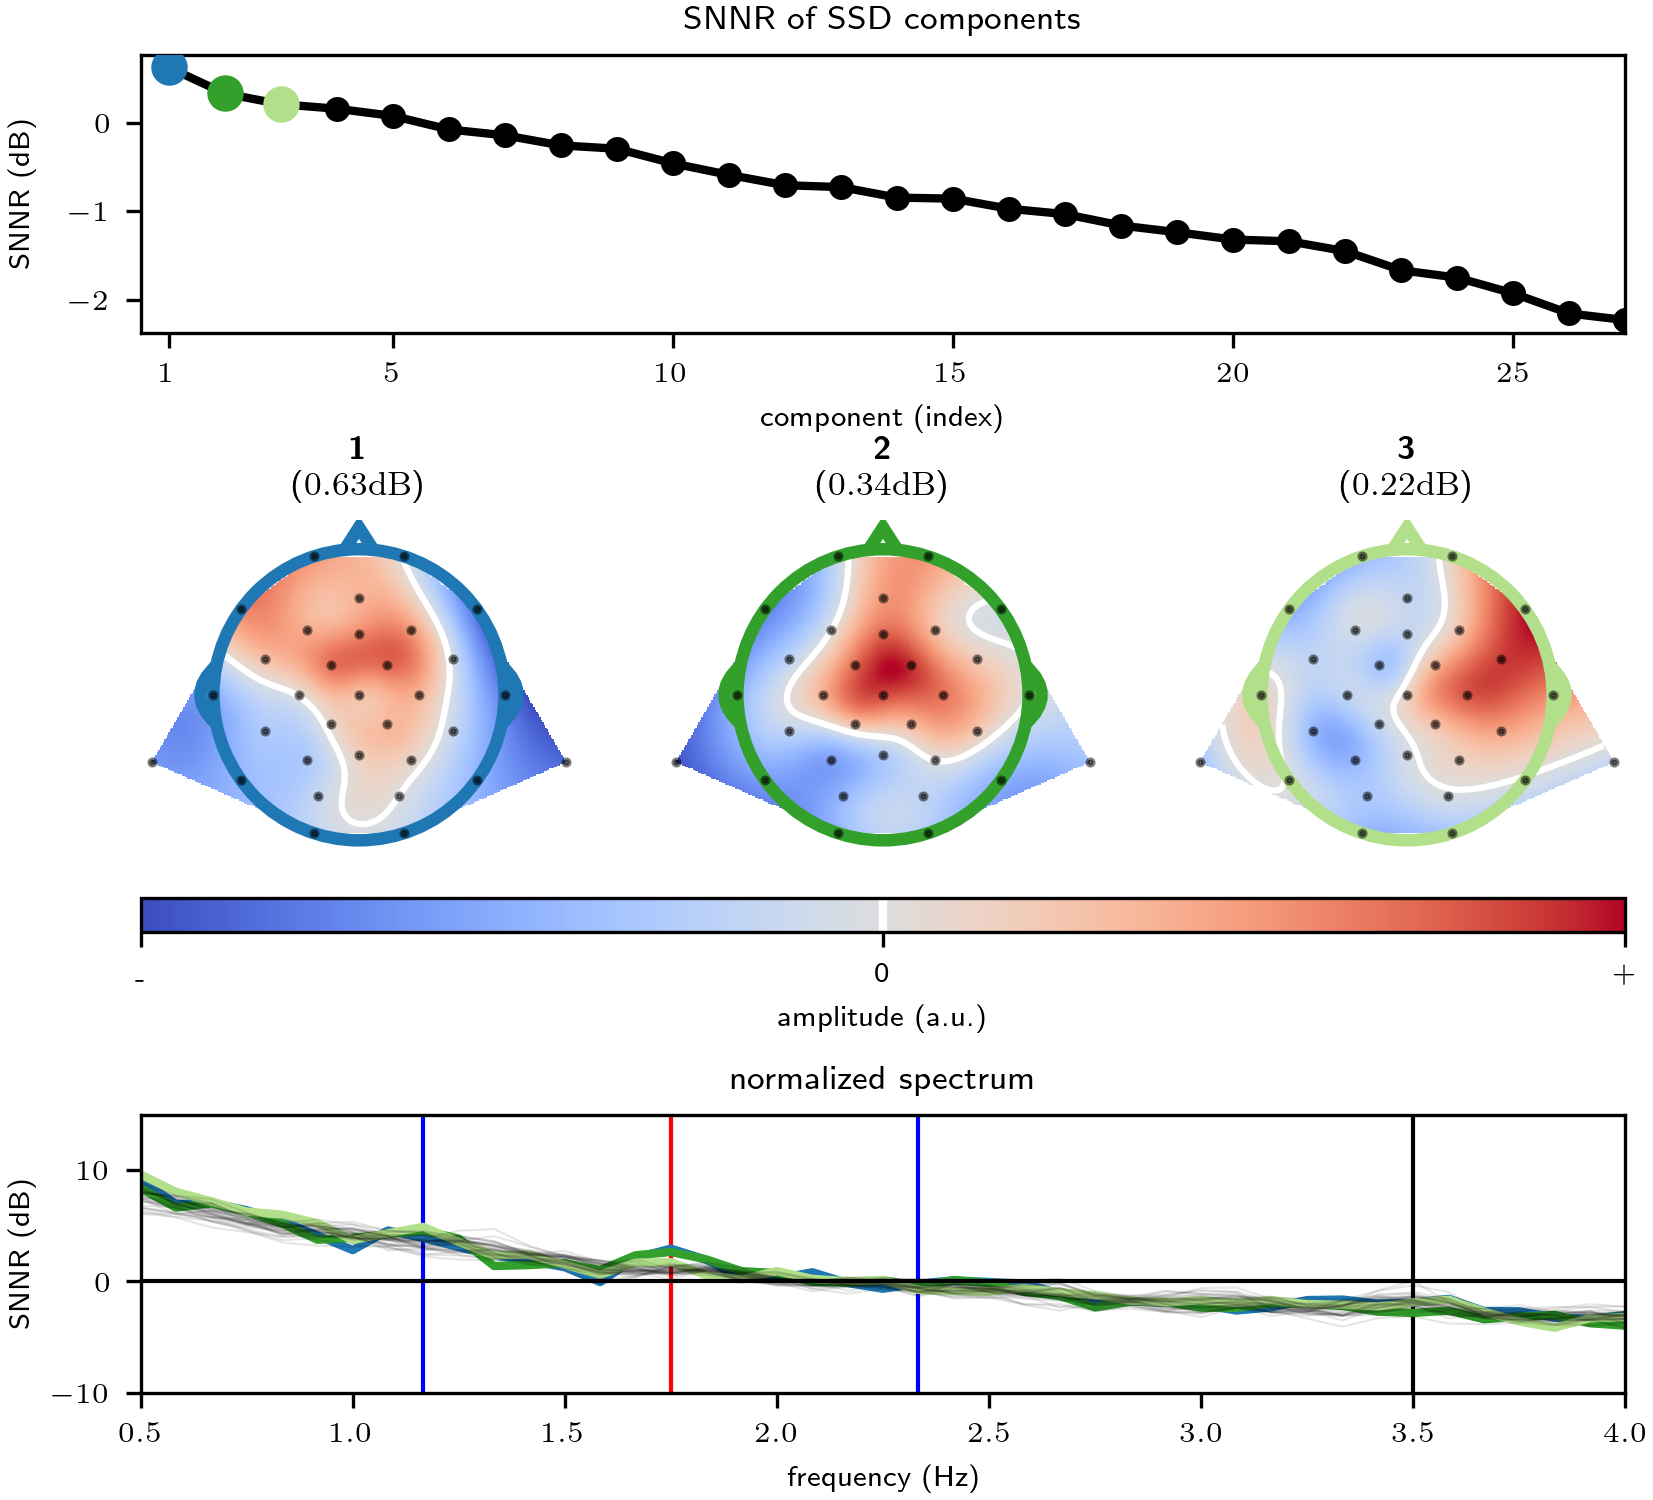 SNNR of SSD components
SNNR (dB)
0
−1
−2
1 5 10 15 20 25
component (index)
1 2 3
(0.63dB) (0.34dB) (0.22dB)
- 0 +
amplitude (a.u.)
normalized spectrum
SNNR (dB)
10
0
−10
0.5 1.0 1.5 2.0 2.5 3.0 3.5 4.0
frequency (Hz)